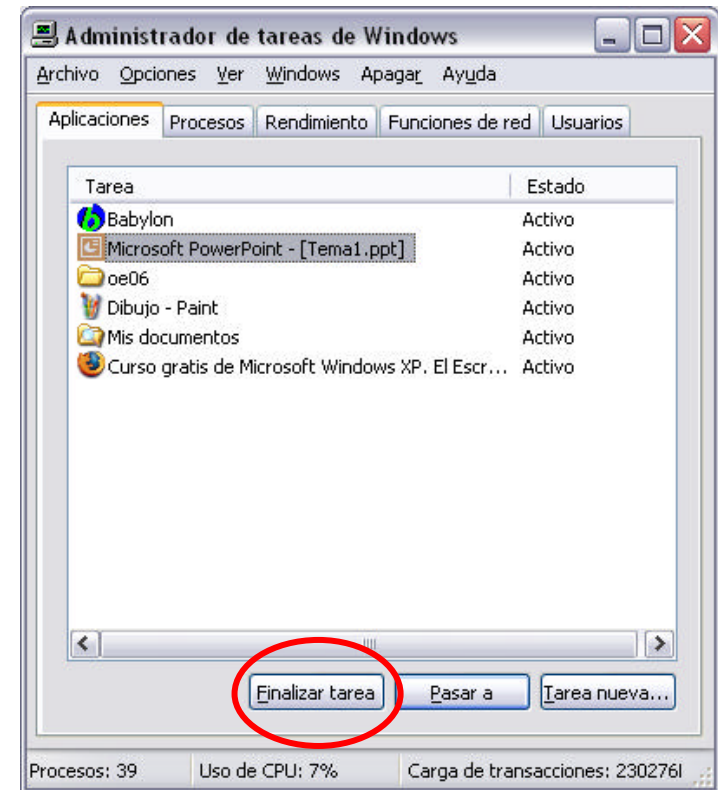 Administrador de tareas de Windows
Archivo Opciones Ver Windows Apagar Ayuda
Aplicaciones Procesos Rendimiento Funciones de red Usuarios
Tarea Estado
Babylon Activo
Microsoft PowerPoint - [Tema1.ppt] Activo
oe06 Activo
Dibujo - Paint Activo
Mis documentos Activo
Curso gratis de Microsoft Windows XP. El Escr... Activo
Finalizar tarea Pasar a Tarea nueva...
Procesos: 39 Uso de CPU: 7% Carga de transacciones: 230276